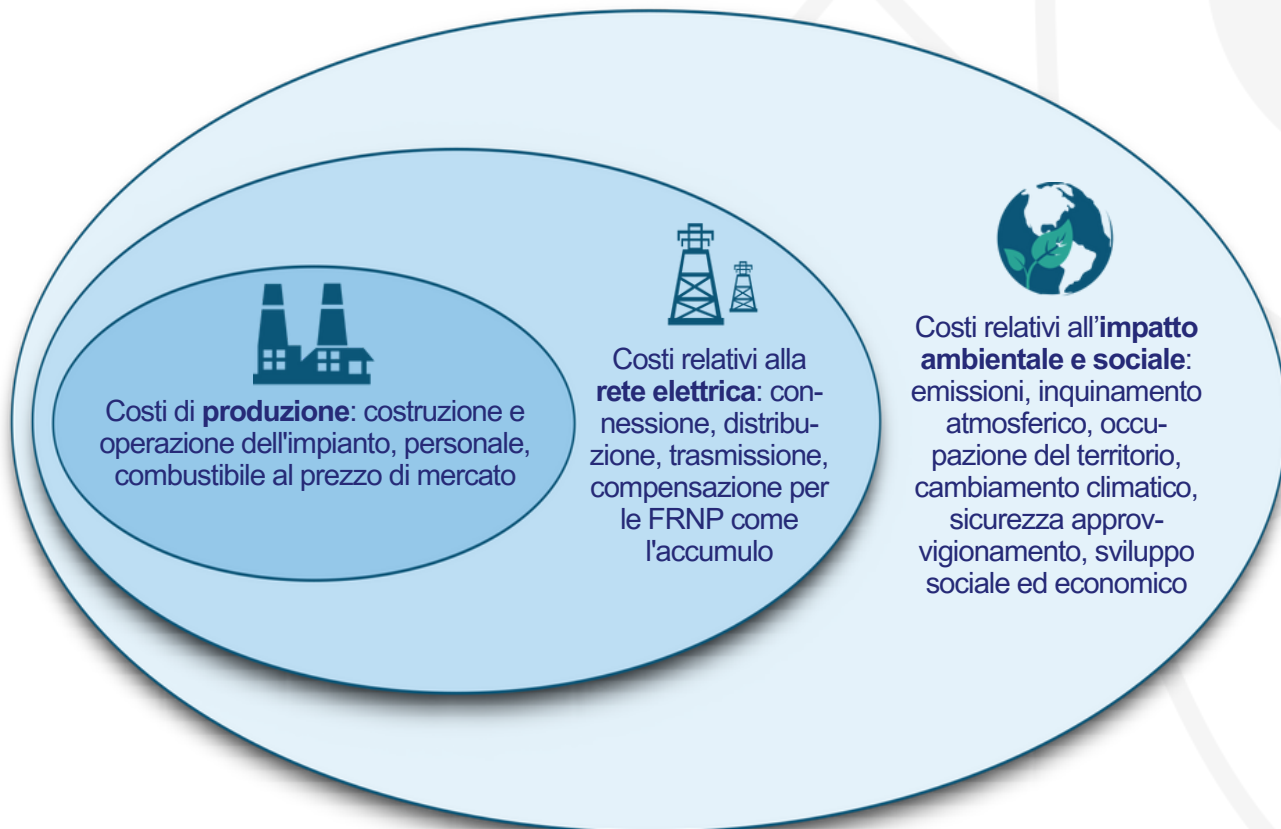 Costi di produzione: costruzione e
operazione dell'impianto, personale,
combustibile al prezzo di mercato
Costi relativi alla
rete elettrica: con-
nessione, distribu-
zione, trasmissione,
compensazione per
le FRNP come
l'accumulo
Costi relativi all’impatto
ambientale e sociale:
emissioni, inquinamento
atmosferico, occu-
pazione del territorio,
cambiamento climatico,
sicurezza approv-
vigionamento, sviluppo
sociale ed economico